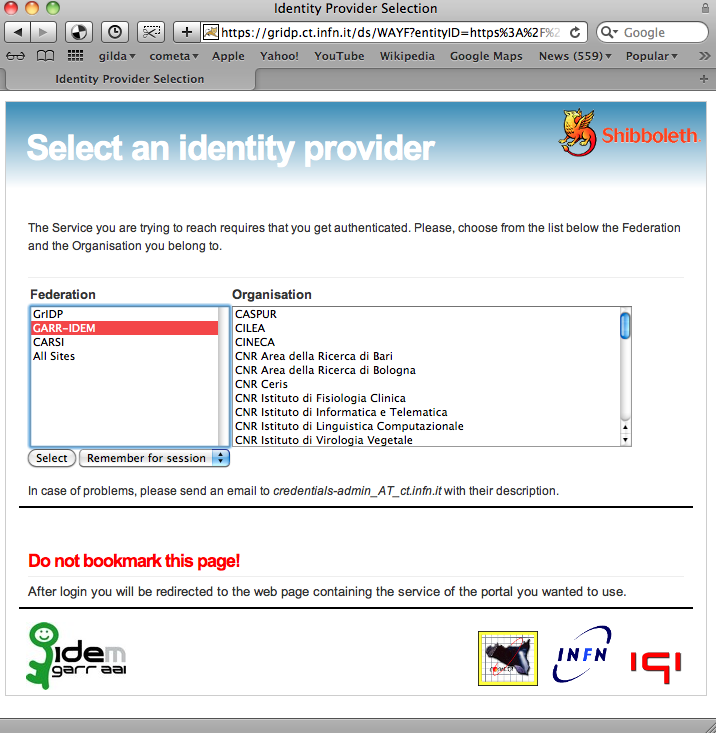 Identity Provider Selection
https://gridp.ct.infn.it/ds/WAYF?entityID=https%3A%2F%2
Google
gilda
cometa
Apple
Yahoo!
YouTube
Wikipedia
Google Maps
News (559)
Popular
Identity Provider Selection
Select an identity provider
Shibboleth
The Service you are trying to reach requires that you get authenticated. Please, choose from the list below the Federation
and the Organisation you belong to.
Federation
GrIDP
GARR-IDEM
CARSI
All Sites
Organisation
CASPUR
CILEA
CINECA
CNR Area della Ricerca di Bari
CNR Area della Ricerca di Bologna
CNR Ceris
CNR Istituto di Fisiologia Clinica
CNR Istituto di Informatica e Telematica
CNR Istituto di Linguistica Computazionale
CNR Istituto di Virologia Vegetale
Select
Remember for session
In case of problems, please send an email to credentials-admin_AT_ct.infn.it with their description.
Do not bookmark this page!
After login you will be redirected to the web page containing the service of the portal you wanted to use.
idem
garr aai
INFN